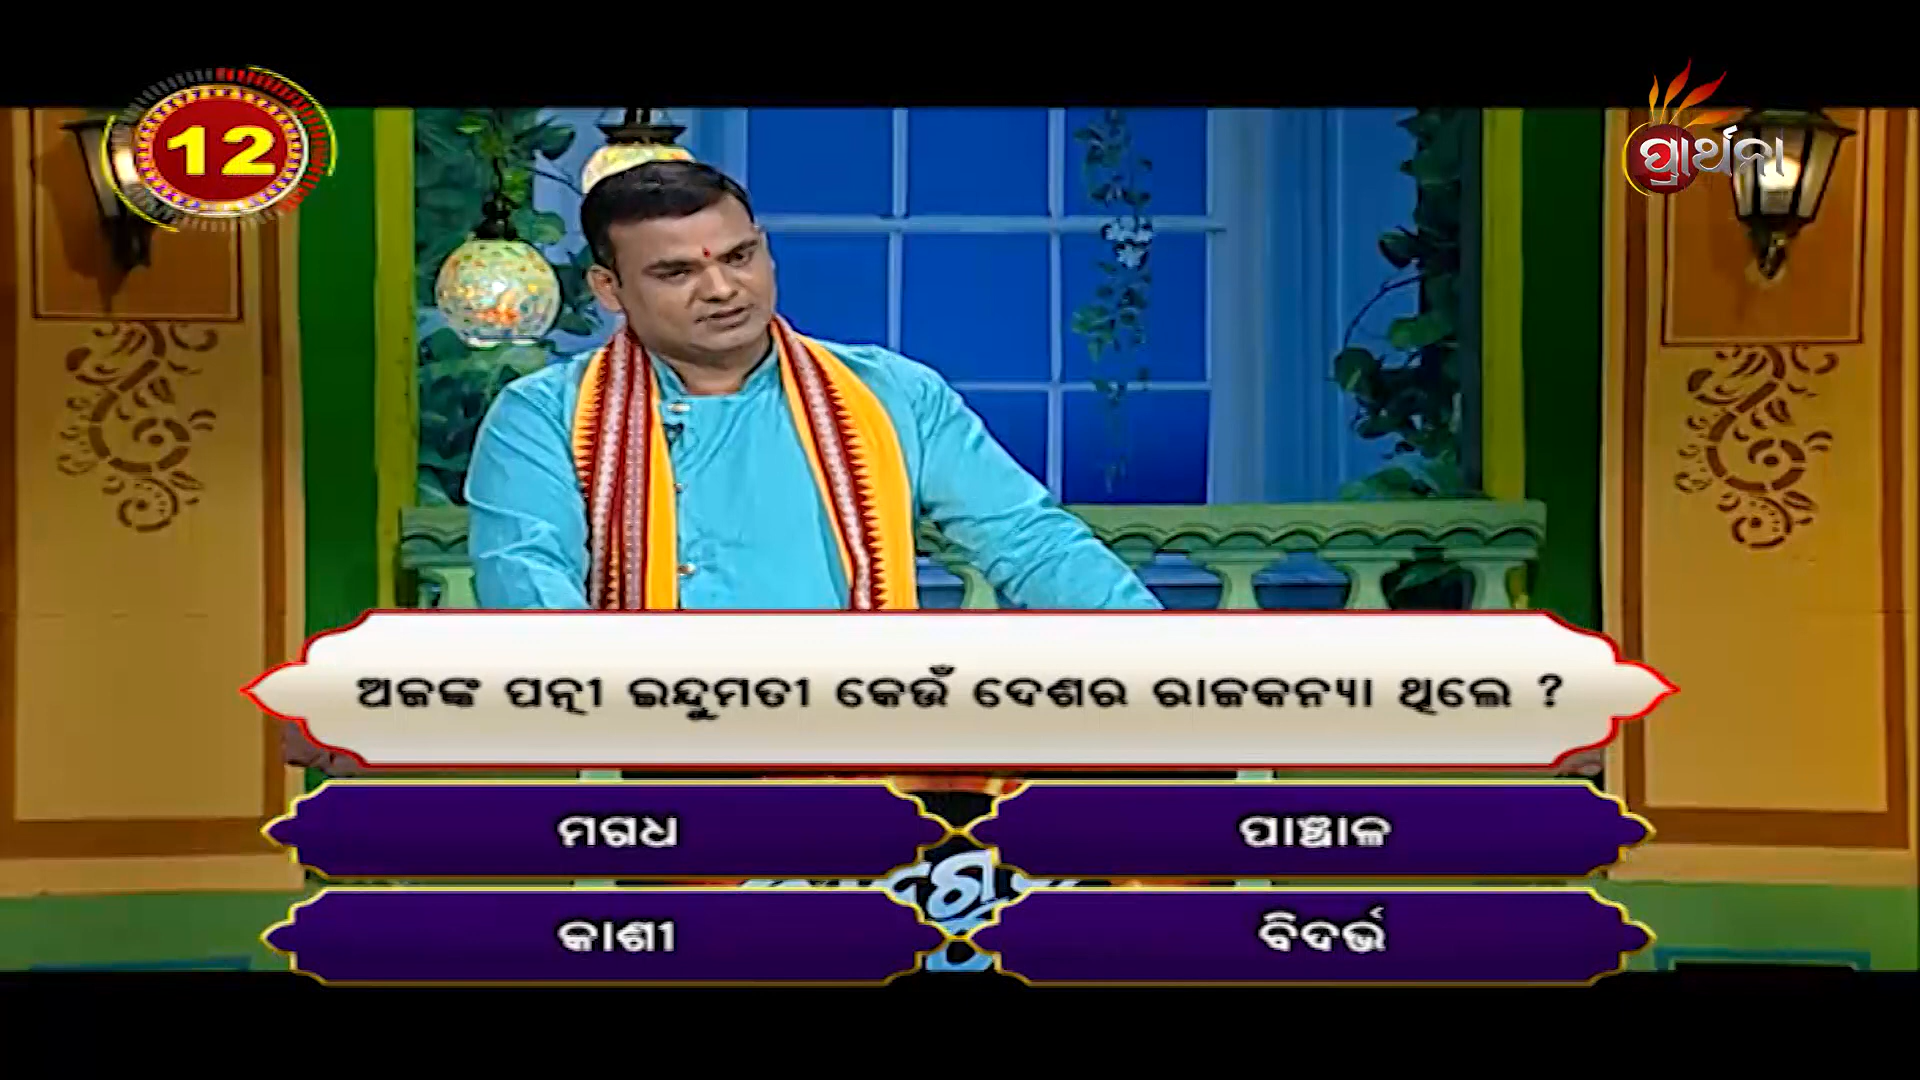 12
ପ୍ରାର୍ଥନା
ଅଜଙ୍କ ପତ୍ନୀ ଇନ୍ଦୁମତୀ କେଉଁ ଦେଶର ରାଜକନ୍ୟା ଥିଲେ ?
ମଗଧ
ପାଞ୍ଚାଳ
କାଶୀ
ବିଦର୍ଭ